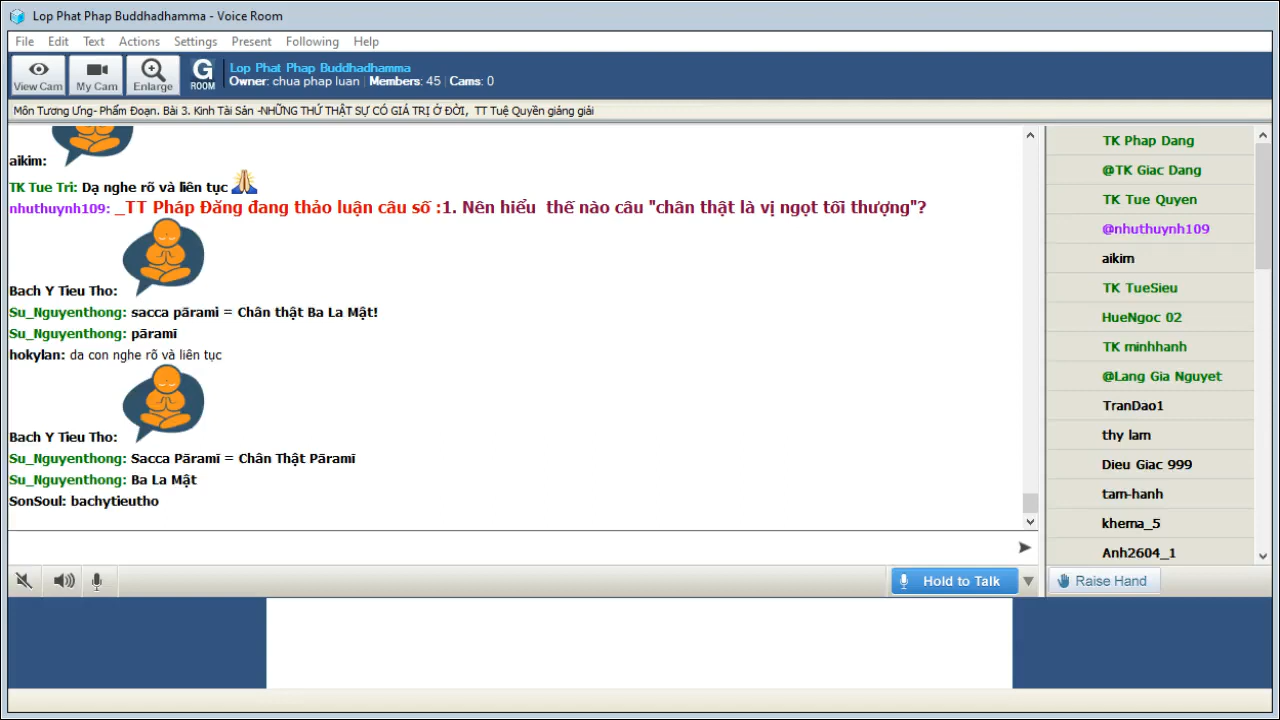 Lop Phat Phap Buddhadhamma - Voice Room
File Edit Text Actions Settings Present Following Help
View Cam My Cam Enlarge G ROOM
Lop Phat Phap Buddhadhamma
Owner: chua phap luan Members: 45 Cams: 0
Môn Tương Ưng- Phẩm Đoạn. Bài 3. Kinh Tài Sản -NHỮNG THỨ THẬT SỰ CÓ GIÁ TRỊ Ở ĐỜI, TT Tuệ Quyền giảng giải
aikim:
TK Tue Tri: Dạ nghe rõ và liên tục
nhuthuynh109: _TT Pháp Đăng đang thảo luận câu số :1. Nên hiểu thế nào câu "chân thật là vị ngọt tối thượng"?
Bach Y Tieu Tho:
Su_Nguyenthong: sacca pārami = Chân thật Ba La Mật!
Su_Nguyenthong: pāramī
hokylan: da con nghe rõ và liên tục
Bach Y Tieu Tho:
Su_Nguyenthong: Sacca Pāramī = Chân Thật Pāramī
Su_Nguyenthong: Ba La Mật
SonSoul: bachytieutho
TK Phap Dang
@TK Giac Dang
TK Tue Quyen
@nhuthuynh109
aikim
TK TueSieu
HueNgoc 02
TK minhhanh
@Lang Gia Nguyet
TranDao1
thy lam
Dieu Giac 999
tam-hanh
khema_5
Anh2604_1
Hold to Talk
Raise Hand